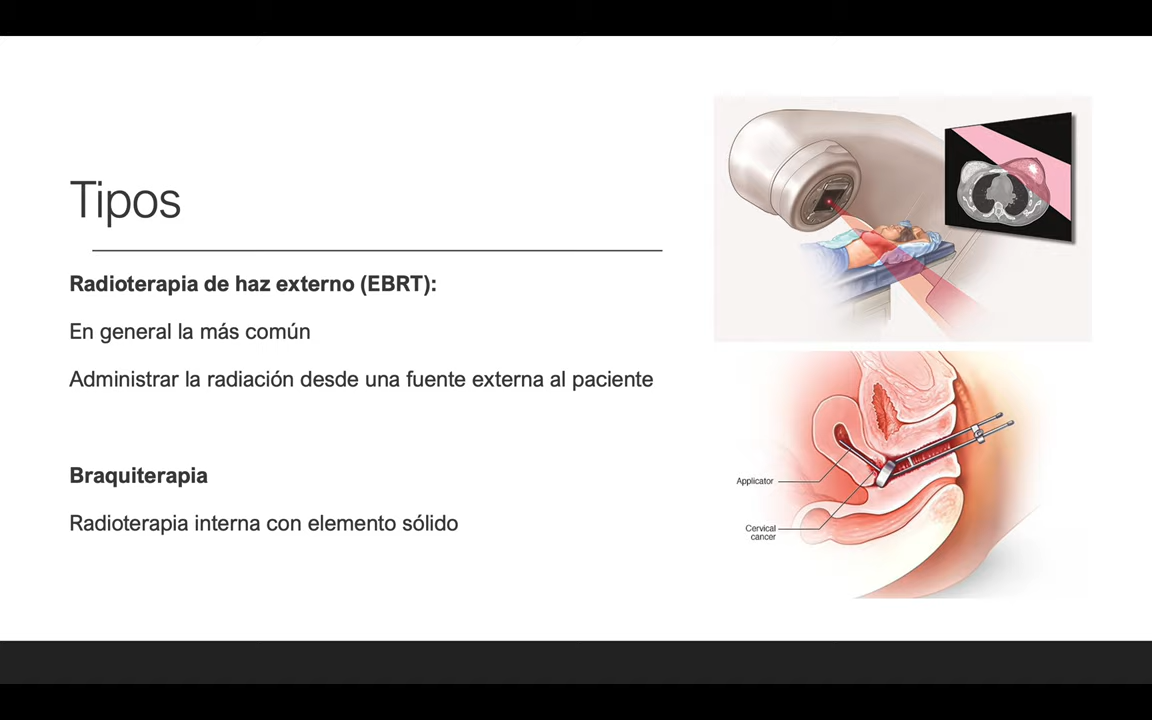 Tipos
Radioterapia de haz externo (EBRT):
En general la más común
Administrar la radiación desde una fuente externa al paciente
Braquiterapia
Radioterapia interna con elemento sólido
Applicator
Cervical
cancer